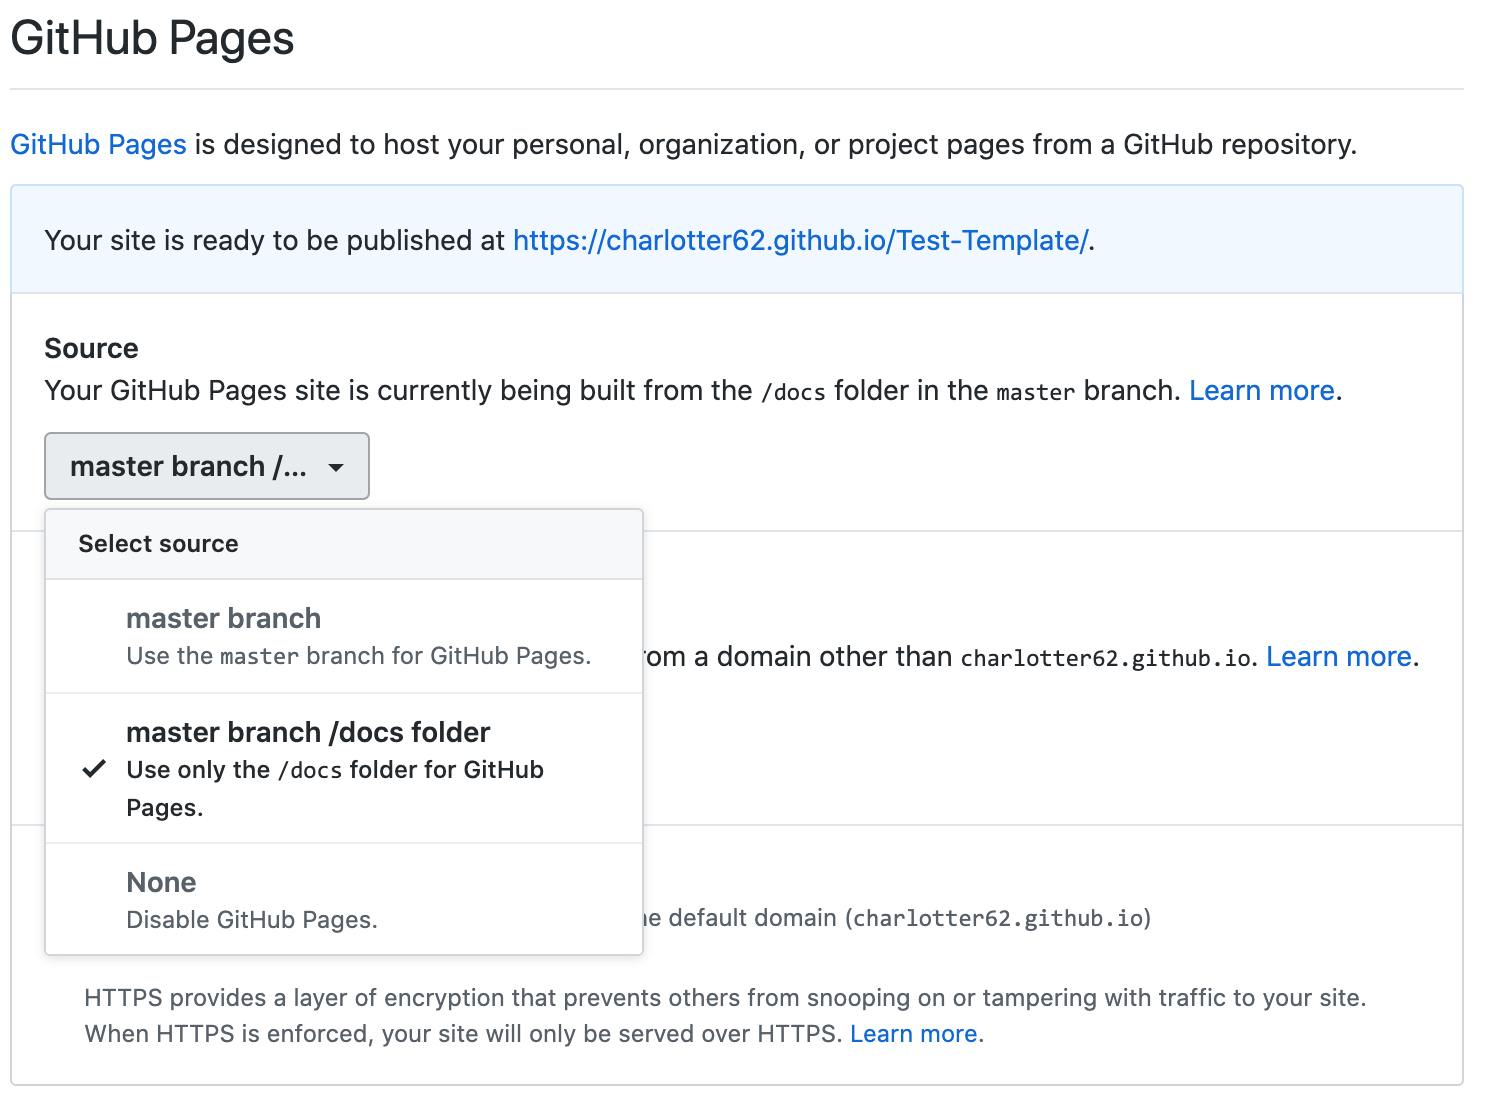 GitHub Pages
GitHub Pages is designed to host your personal, organization, or project pages from a GitHub repository.
Your site is ready to be published at https://charlotter62.github.io/Test-Template/.
Source
Your GitHub Pages site is currently being built from the /docs folder in the master branch. Learn more.
master branch /...
Select source
master branch
Use the master branch for GitHub Pages.
a domain other than charlotter62.github.io. Learn more.
master branch /docs folder
Use only the /docs folder for GitHub
Pages.
None
Disable GitHub Pages.
default domain (charlotter62.github.io)
HTTPS provides a layer of encryption that prevents others from snooping on or tampering with traffic to your site.
When HTTPS is enforced, your site will only be served over HTTPS. Learn more.